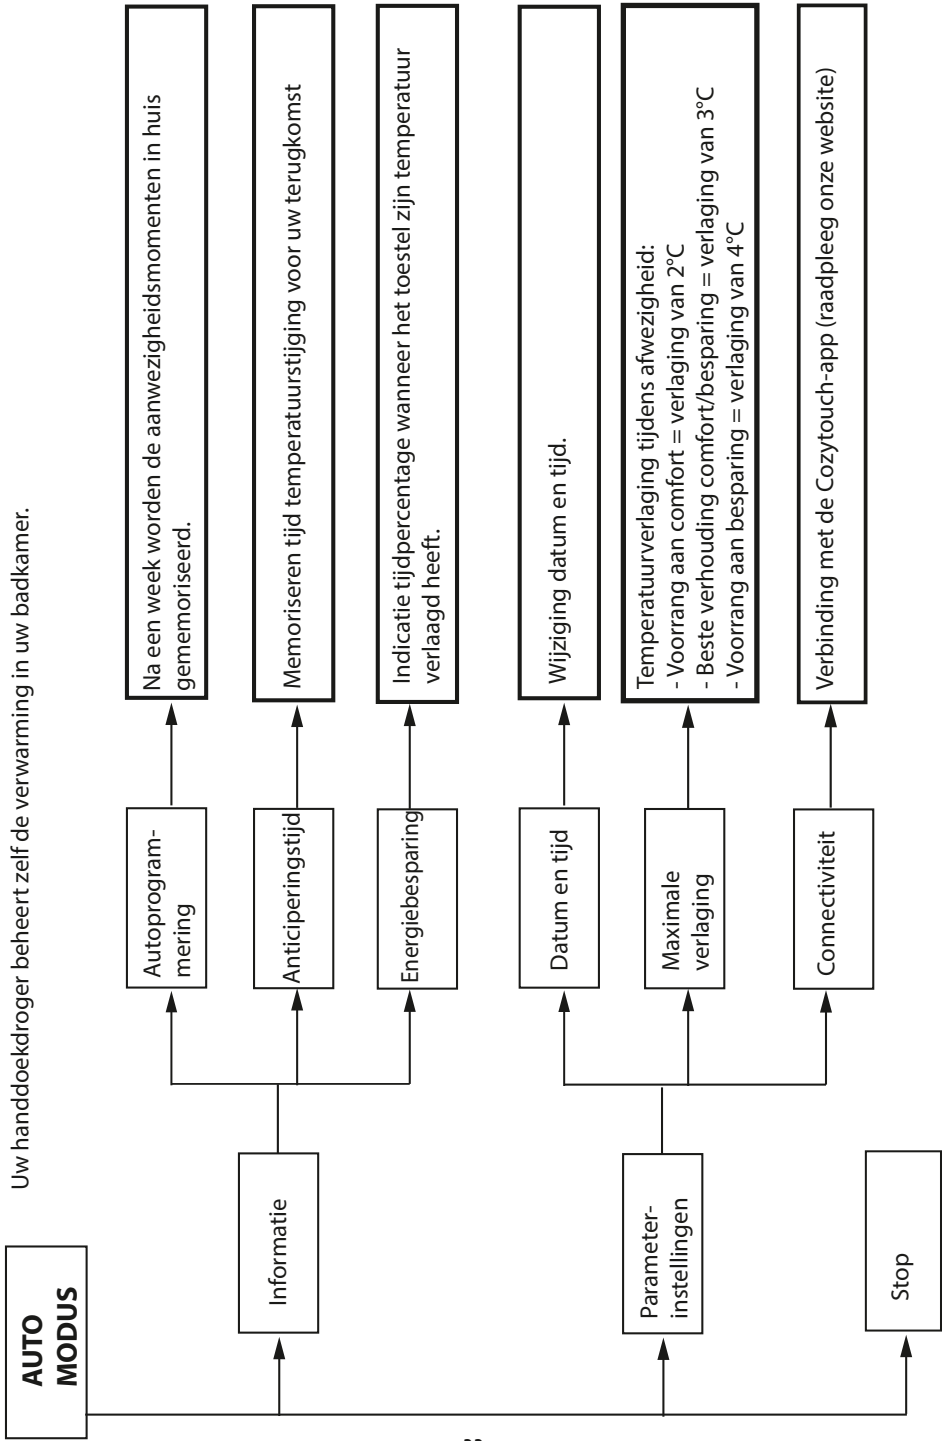 AUTO
MODUS
Uw handdoekdroger beheert zelf de verwarming in uw badkamer.
Informatie
Autoprogram-
mering
Na een week worden de aanwezigheidsmomenten in huis
gememoriseerd.
Anticiperingstijd
Memoriseren tijd temperatuurstijging voor uw terugkomst
Energiebesparing
Indicatie tijdpercentage wanneer het toestel zijn temperatuur
verlaagd heeft.
Parameter-
instellingen
Datum en tijd
Wijziging datum en tijd.
Maximale
verlaging
Temperatuurverlaging tijdens afwezigheid:
- Voorrang aan comfort = verlaging van 2°C
- Beste verhouding comfort/besparing = verlaging van 3°C
- Voorrang aan besparing = verlaging van 4°C
Connectiviteit
Verbinding met de Cozytouch-app (raadpleeg onze website)
Stop